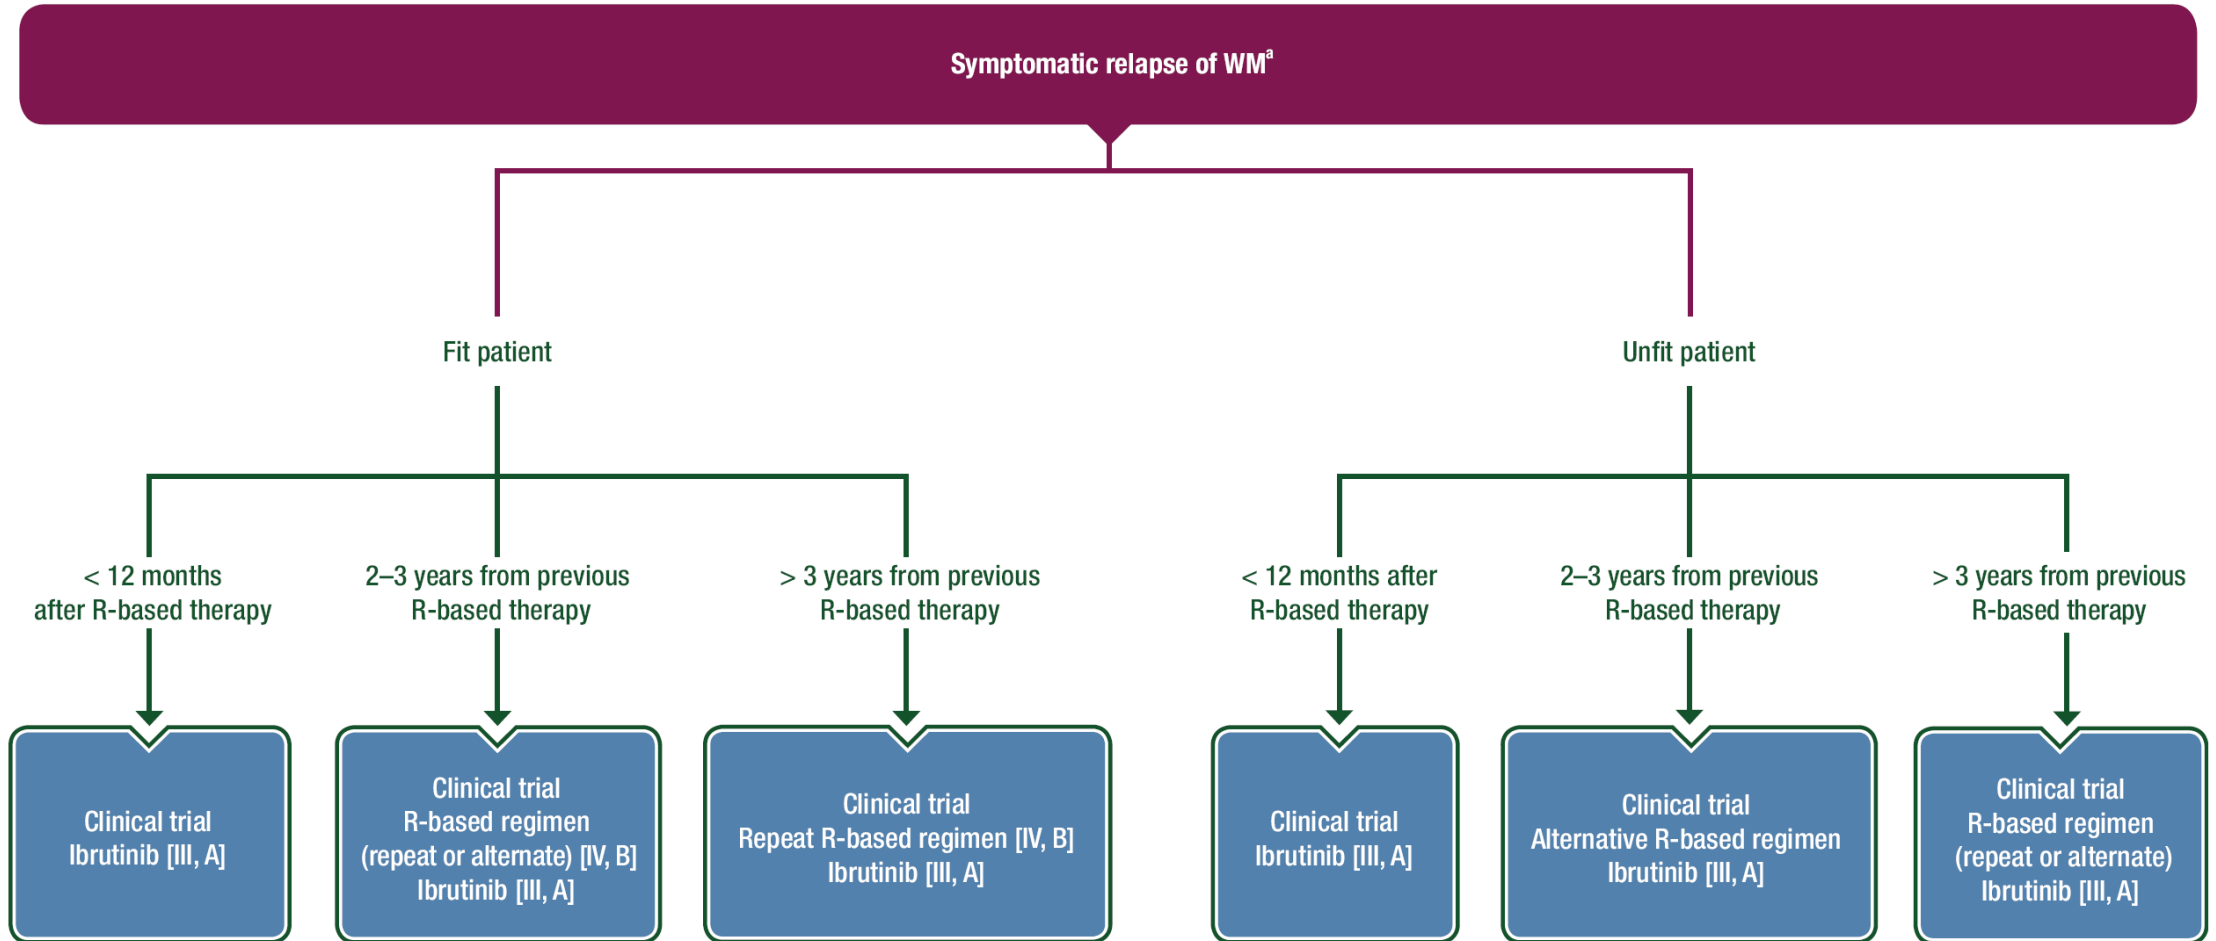 Symptomatic relapse of WMᵃ
Fit patient
Unfit patient
< 12 months
after R-based therapy
2–3 years from previous
R-based therapy
> 3 years from previous
R-based therapy
< 12 months after
R-based therapy
2–3 years from previous
R-based therapy
> 3 years from previous
R-based therapy
Clinical trial
Ibrutinib [III, A]
Clinical trial
R-based regimen
(repeat or alternate) [IV, B]
Ibrutinib [III, A]
Clinical trial
Repeat R-based regimen [IV, B]
Ibrutinib [III, A]
Clinical trial
Ibrutinib [III, A]
Clinical trial
Alternative R-based regimen
Ibrutinib [III, A]
Clinical trial
R-based regimen
(repeat or alternate)
Ibrutinib [III, A]